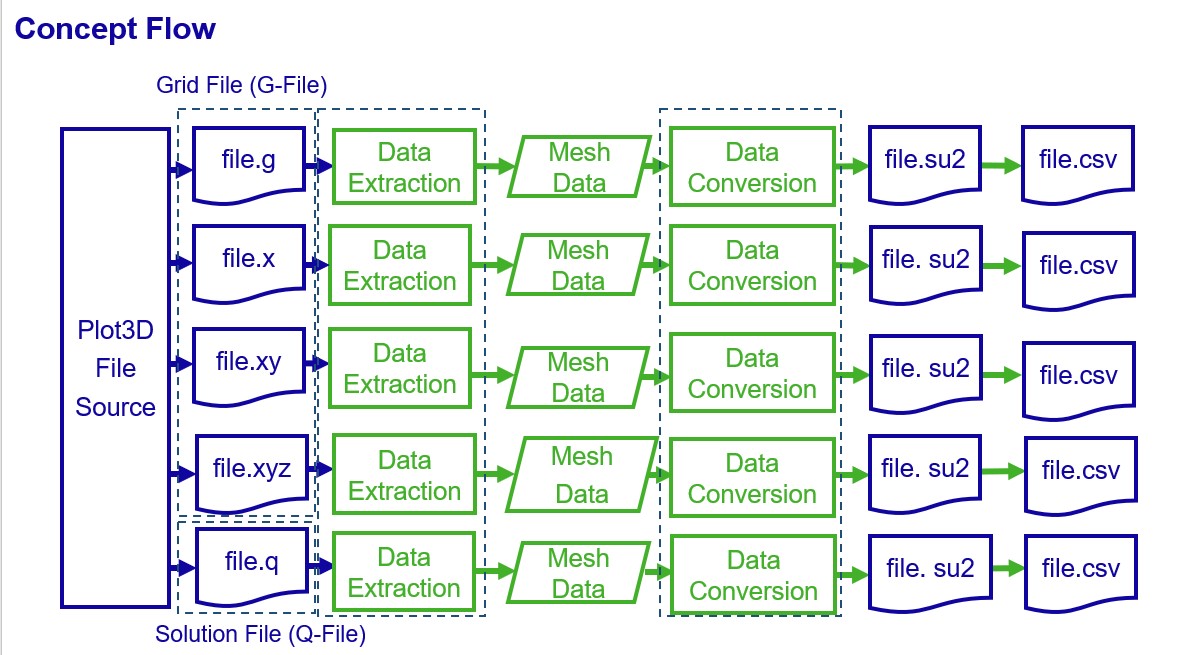 Concept Flow
Grid File (G-File)
Plot3D
File
Source
file.g
Data
Extraction
Mesh
Data
Data
Conversion
file.su2
file.csv
file.x
Data
Extraction
Mesh
Data
Data
Conversion
file. su2
file.csv
file.xy
Data
Extraction
Mesh
Data
Data
Conversion
file. su2
file.csv
file.xyz
Data
Extraction
Mesh
Data
Data
Conversion
file. su2
file.csv
file.q
Data
Extraction
Mesh
Data
Data
Conversion
file. su2
file.csv
Solution File (Q-File)